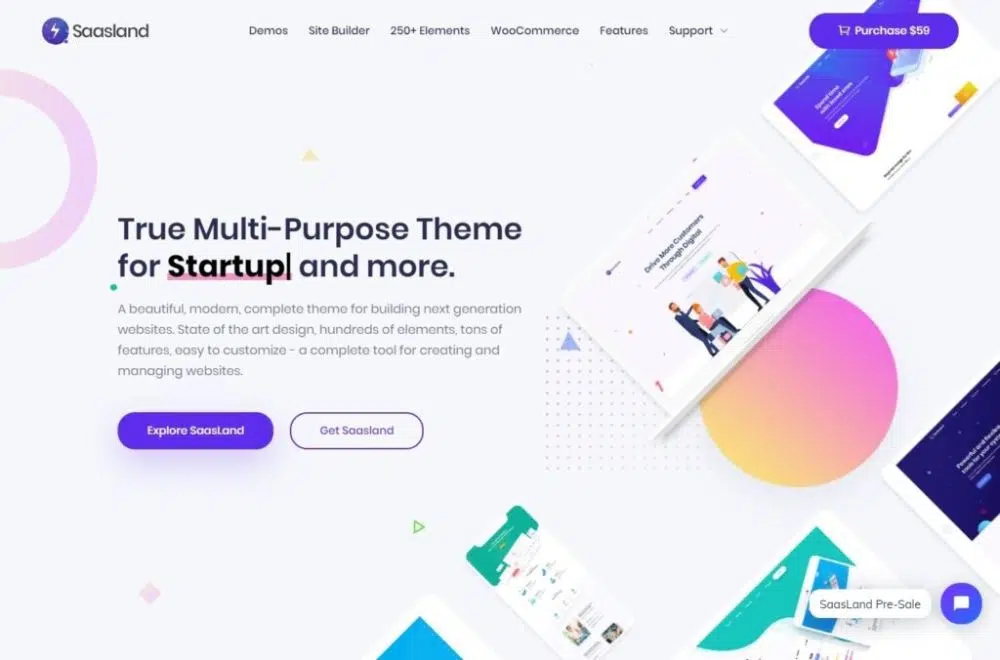 Saasland
Demos
Site Builder
250+ Elements
WooCommerce
Features
Support
Purchase $59
True Multi-Purpose Theme
for Startup and more.
A beautiful, modern, complete theme for building next generation
websites. State of the art design, hundreds of elements, tons of
features, easy to customize - a complete tool for creating and
managing websites.
Explore SaasLand
Get Saasland
Drive More Customers
Through Digital
SaasLand Pre-Sale